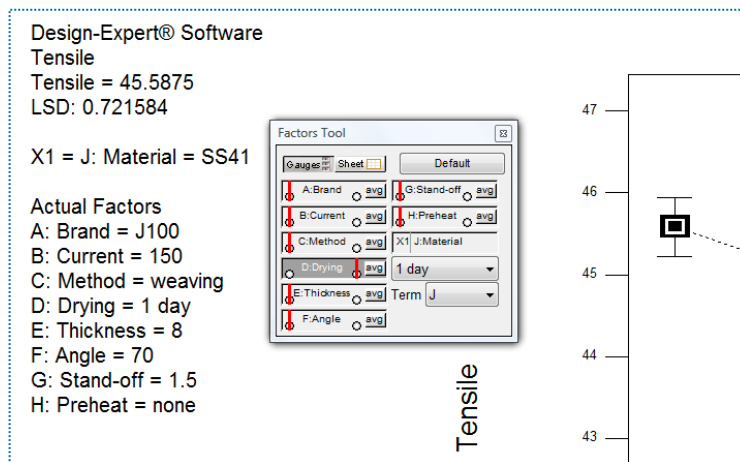 Design-Expert® Software
Tensile
Tensile = 45.5875
LSD: 0.721584
X1 = J: Material = SS41
Actual Factors
A: Brand = J100
B: Current = 150
C: Method = weaving
D: Drying = 1 day
E: Thickness = 8
F: Angle = 70
G: Stand-off = 1.5
H: Preheat = none
Factors Tool
Gauges Sheet Default
A:Brand avg G:Stand-off avg
B:Current avg H:Preheat avg
C:Method avg X1 J:Material
D:Drying avg 1 day
E:Thickness avg Term J
F:Angle avg
Tensile
47
46
45
44
43